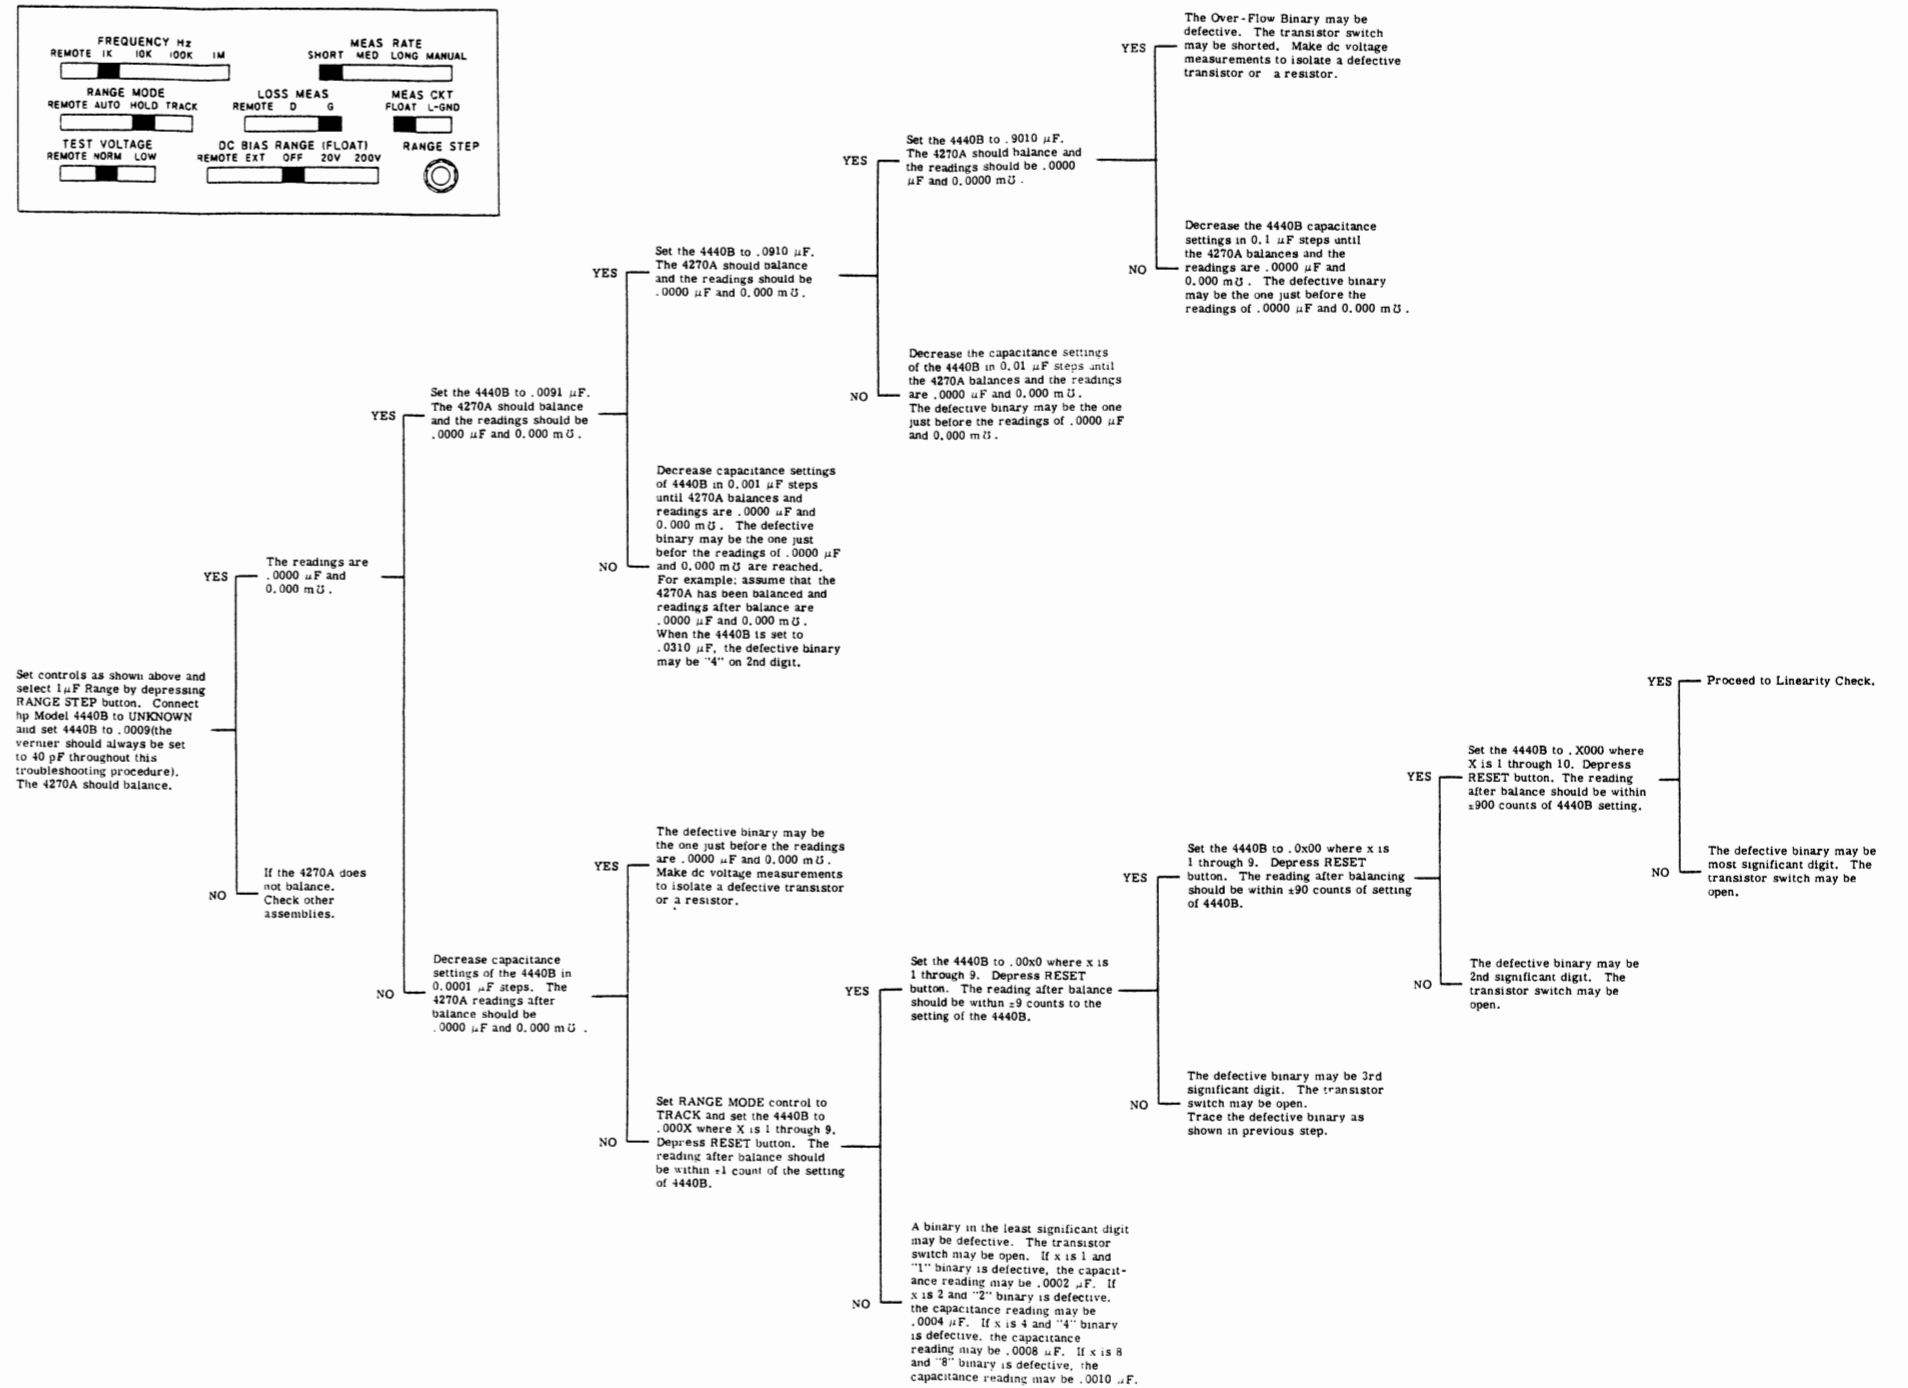 FREQUENCY Hz
REMOTE 1K 10K 100K 1M
MEAS RATE
SHORT MED LONG MANUAL
RANGE MODE
REMOTE AUTO HOLD TRACK
LOSS MEAS
REMOTE D G
MEAS CKT
FLOAT L-GND
TEST VOLTAGE
REMOTE NORM LOW
DC BIAS RANGE (FLOAT)
REMOTE EXT OFF 20V 200V
RANGE STEP
Set controls as shown above and
select 1μF Range by depressing
RANGE STEP button. Connect
hp Model 4440B to UNKNOWN
and set 4440B to .0009(the
vernier should always be set
to 40 pF throughout this
troubleshooting procedure).
The 4270A should balance.
YES
The readings are
.0000 μF and
0.000 m℧.
NO
If the 4270A does
not balance.
Check other
assemblies.
YES
Set the 4440B to .0091 μF.
The 4270A should balance
and the readings should be
.0000 μF and 0.000 m℧.
NO
Decrease capacitance
settings of the 4440B in
0.0001 μF steps. The
4270A readings after
balance should be
.0000 μF and 0.000 m℧.
YES
Set the 4440B to .0910 μF.
The 4270A should balance
and the readings should be
.0000 μF and 0.000 m℧.
NO
Decrease capacitance settings
of 4440B in 0.001 μF steps
until 4270A balances and
readings are .0000 μF and
0.000 m℧. The defective
binary may be the one just
befor the readings of .0000 μF
and 0.000 m℧ are reached.
For example: assume that the
4270A has been balanced and
readings after balance are
.0000 μF and 0.000 m℧.
When the 4440B is set to
.0310 μF, the defective binary
may be "4" on 2nd digit.
YES
The defective binary may be
the one just before the readings
are .0000 μF and 0.000 m℧.
Make dc voltage measurements
to isolate a defective transistor
or a resistor.
NO
Set RANGE MODE control to
TRACK and set the 4440B to
.000X where X is 1 through 9.
Depress RESET button. The
reading after balance should
be within ±1 count of the setting
of 4440B.
YES
Set the 4440B to .9010 μF.
The 4270A should balance and
the readings should be .0000
μF and 0.0000 m℧.
NO
Decrease the capacitance settings
of the 4440B in 0.01 μF steps until
the 4270A balances and the readings
are .0000 uF and 0.000 m℧.
The defective binary may be the one
just before the readings of .0000 μF
and 0.000 m℧.
YES
The Over-Flow Binary may be
defective. The transistor switch
may be shorted. Make dc voltage
measurements to isolate a defective
transistor or a resistor.
NO
Decrease the 4440B capacitance
settings in 0.1 μF steps until
the 4270A balances and the
readings are .0000 μF and
0.000 m℧. The defective binary
may be the one just before the
readings of .0000 μF and 0.000 m℧.
YES
Set the 4440B to .00x0 where x is
1 through 9. Depress RESET
button. The reading after balance
should be within ±9 counts to the
setting of the 4440B.
NO
A binary in the least significant digit
may be defective. The transistor
switch may be open. If x is 1 and
"1" binary is defective, the capacit-
ance reading may be .0002 μF. If
x is 2 and "2" binary is defective.
the capacitance reading may be
.0004 μF. If x is 4 and "4" binary
is defective. the capacitance
reading may be .0008 μF. If x is 8
and "8" binary is defective, the
capacitance reading may be .0010 μF.
YES
Set the 4440B to .0x00 where x is
1 through 9. Depress RESET
button. The reading after balancing
should be within ±90 counts of setting
of 4440B.
NO
The defective binary may be 3rd
significant digit. The transistor
switch may be open.
Trace the defective binary as
shown in previous step.
YES
Set the 4440B to .X000 where
X is 1 through 10. Depress
RESET button. The reading
after balance should be within
±900 counts of 4440B setting.
NO
The defective binary may be
2nd significant digit. The
transistor switch may be
open.
YES
Proceed to Linearity Check.
NO
The defective binary may be
most significant digit. The
transistor switch may be
open.